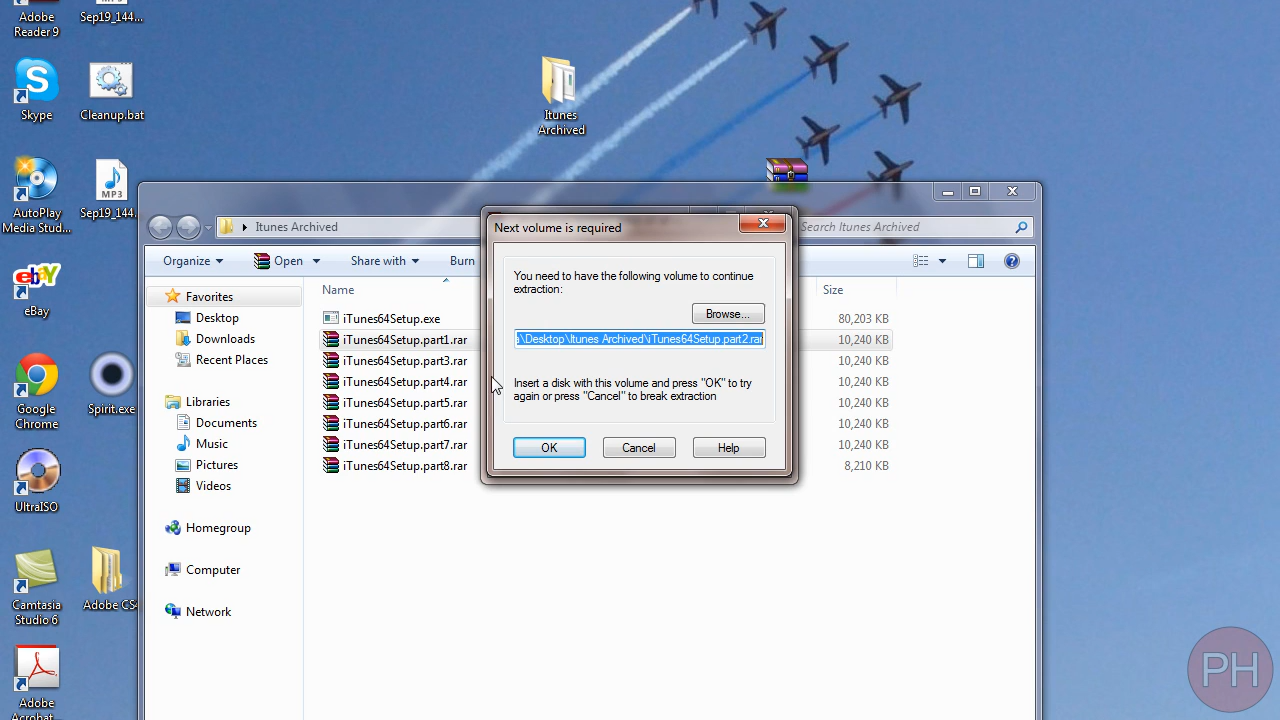 Adobe
Reader 9
Sep19_144...
Skype
Cleanup.bat
Itunes
Archived
AutoPlay
Media Stud...
MP3
Sep19_144...
ebY
eBay
Google
Chrome
Spirit.exe
UltraISO
Camtasia
Studio 6
Adobe CS4
Adobe
Acrobat
Itunes Archived
Search Itunes Archived
Organize
Open
Share with
Burn
Favorites
Desktop
Downloads
Recent Places
Libraries
Documents
Music
Pictures
Videos
Homegroup
Computer
Network
Name
Size
iTunes64Setup.exe
80,203 KB
iTunes64Setup.part1.rar
10,240 KB
iTunes64Setup.part3.rar
10,240 KB
iTunes64Setup.part4.rar
10,240 KB
iTunes64Setup.part5.rar
10,240 KB
iTunes64Setup.part6.rar
10,240 KB
iTunes64Setup.part7.rar
10,240 KB
iTunes64Setup.part8.rar
8,210 KB
Next volume is required
You need to have the following volume to continue
extraction:
Browse...
\Desktop\Itunes Archived\iTunes64Setup.part2.rar
Insert a disk with this volume and press "OK" to try
again or press "Cancel" to break extraction
OK
Cancel
Help
PH